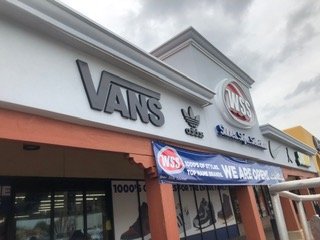 VANS
adidas
WSS
WSS
1000'S OF STYLES,
TOP NAME BRANDS
WE ARE OPEN!
1000'S O